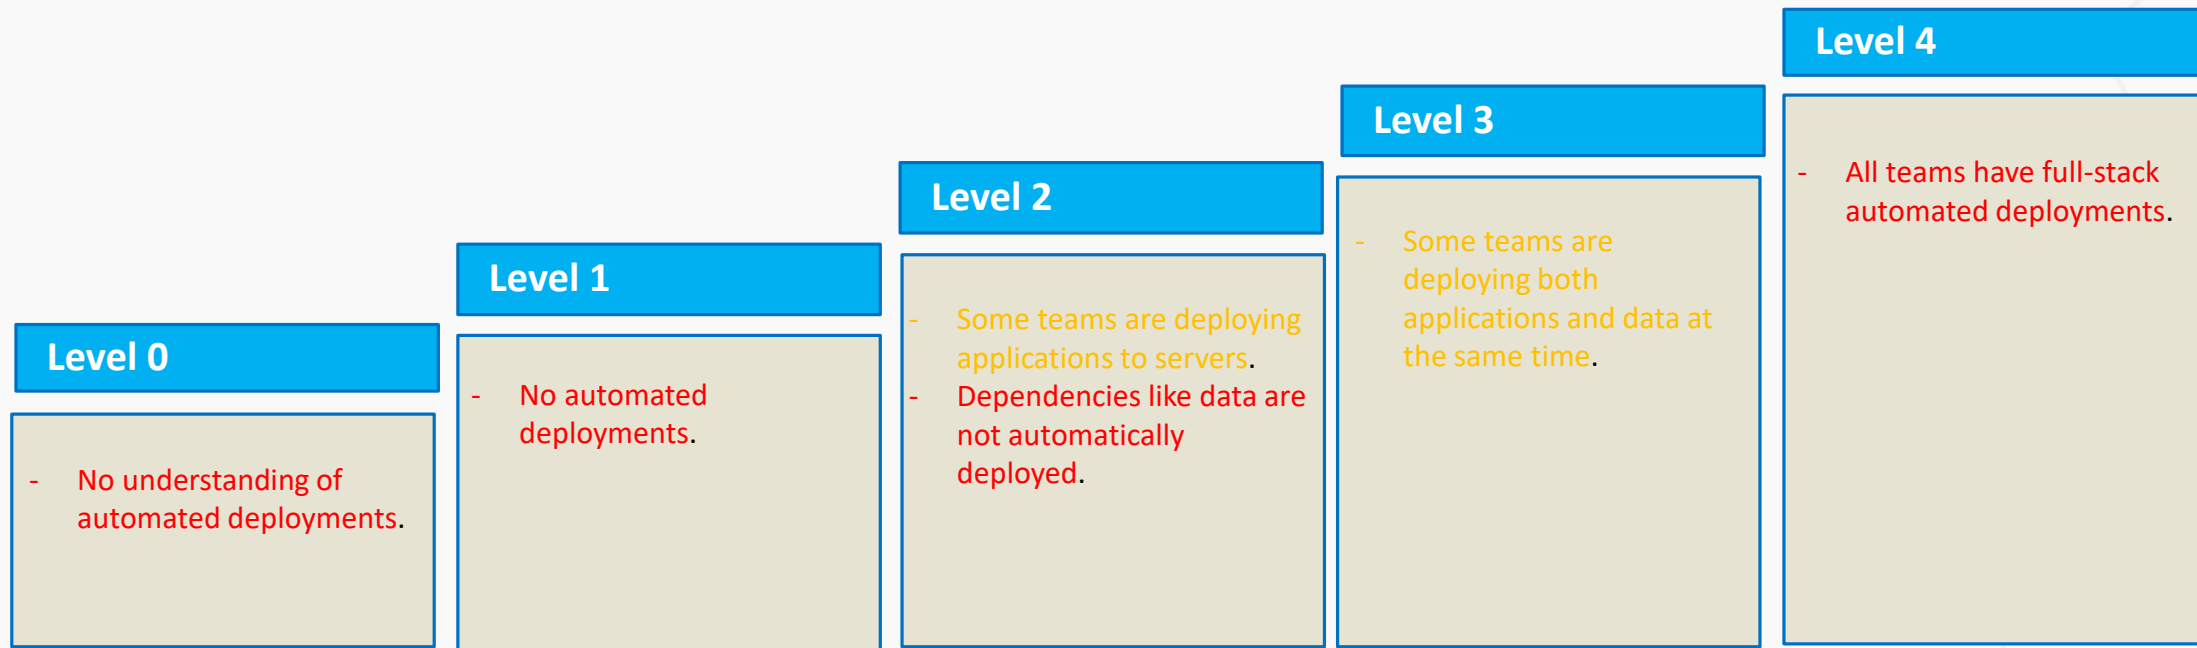 Level 0
- No understanding of
automated deployments.
Level 1
- No automated
deployments.
Level 2
- Some teams are deploying
applications to servers.
- Dependencies like data are
not automatically
deployed.
Level 3
- Some teams are
deploying both
applications and data at
the same time.
Level 4
- All teams have full-stack
automated deployments.